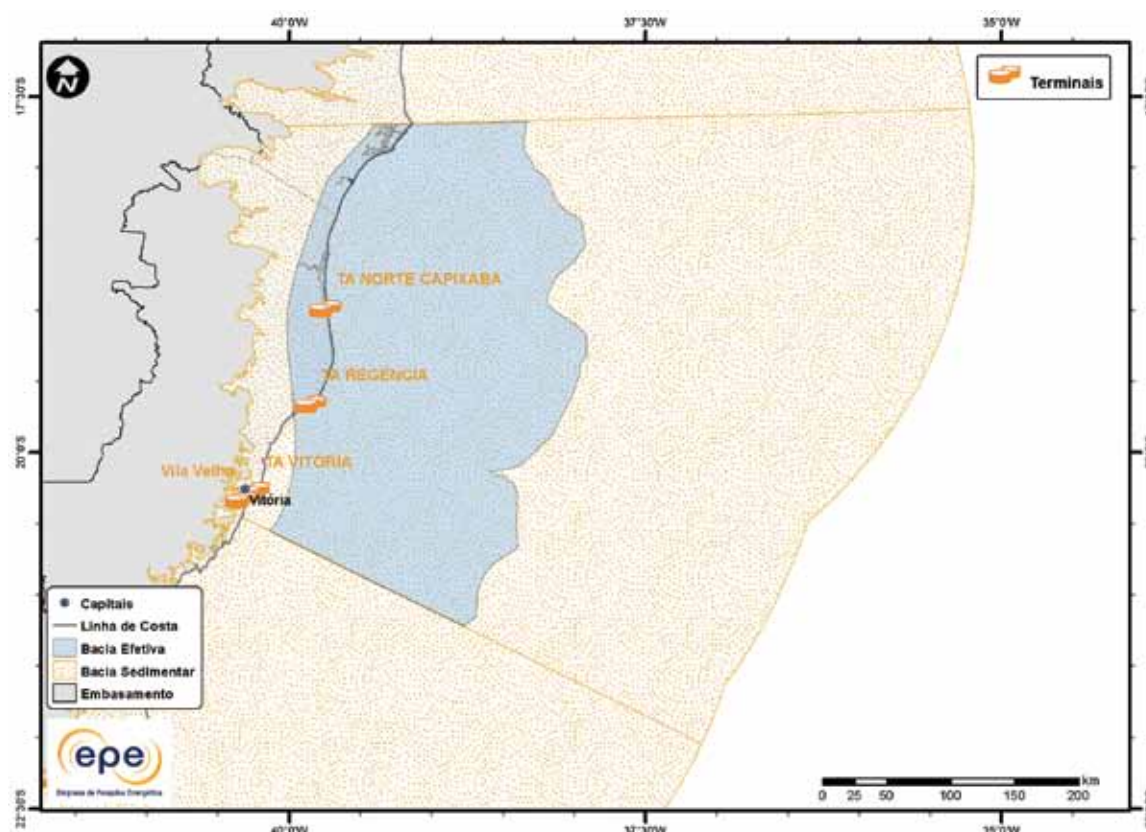 40°0'W 37°30'W 35°0'W
N
Terminais
17°30'S
TA NORTE CAPIXABA
TA REGÊNCIA
20°0'S
Vila Velha TA VITÓRIA
Vitória
Capitais
Linha de Costa
Bacia Efetiva
Bacia Sedimentar
Embasamento
epe
Empresa de Pesquisa Energética
km
0 25 50 100 150 200
22°30'S
40°0'W 37°30'W 35°0'W